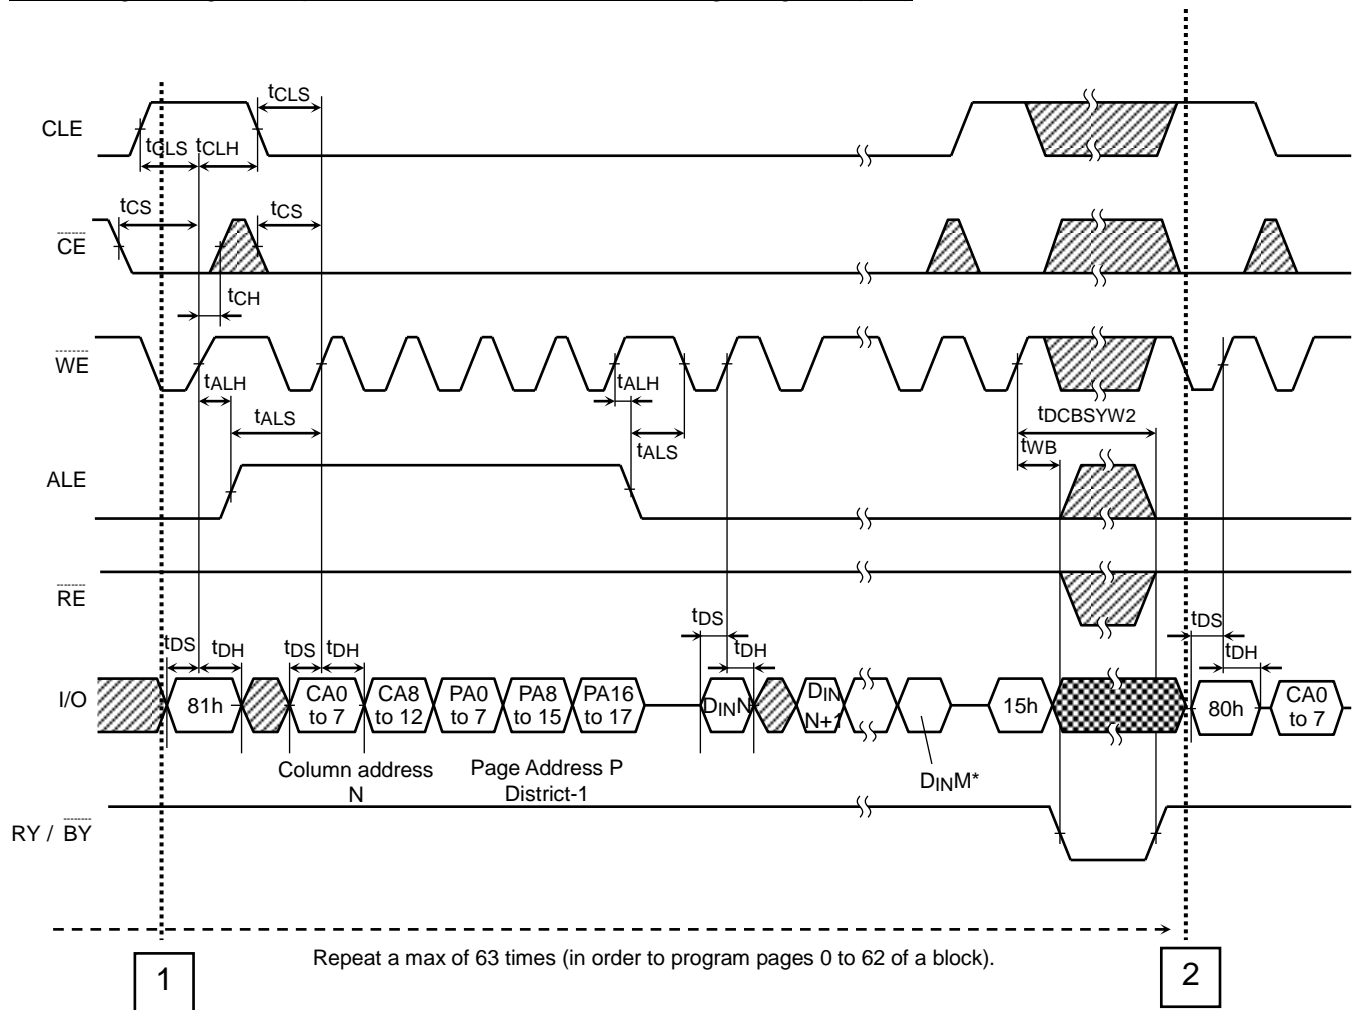 tCLS
CLE
tCLS tCLH
tCS tCS
CE
tCH
WE
tALH tALH
tALS tDCBSYW2
tALS tWB
ALE
RE
tDS tDH tDS tDH tDS tDH tDS tDH
I/O 81h CA0 to 7 CA8 to 12 PA0 to 7 PA8 to 15 PA16 to 17 DINN DIN N+1 15h 80h CA0 to 7
Column address N
Page Address P District-1
DINM*
RY / BY
Repeat a max of 63 times (in order to program pages 0 to 62 of a block).
1 2